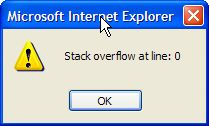 Microsoft Internet Explorer
Stack overflow at line: 0
OK